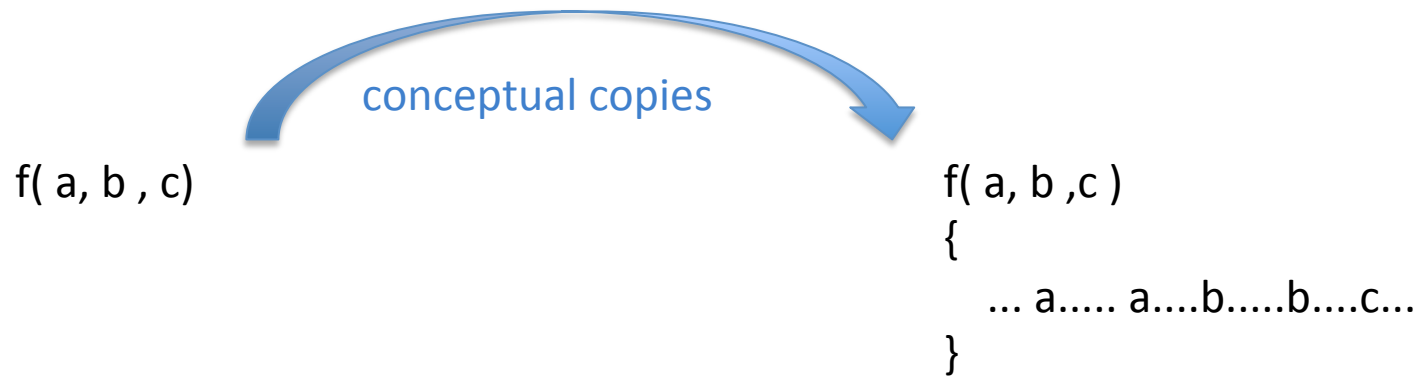 conceptual copies
f( a, b , c)
f( a, b ,c )
{
... a..... a....b.....b....c...
}